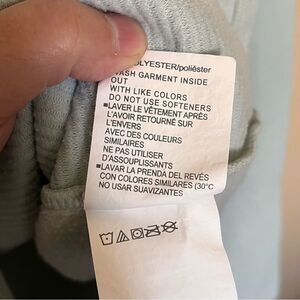 OLYESTER/poliéster
WASH GARMENT INSIDE
OUT
WITH LIKE COLORS
DO NOT USE SOFTENERS
■LAVER LE VÊTEMENT APRÈS
L'AVOIR RETOURNÉ SUR
L'ENVERS
AVEC DES COULEURS
SIMILAIRES
NE PAS UTILISER
D'ASSOUPLISSANTS
■LAVAR LA PRENDA DEL REVÉS
CON COLORES SIMILARES (30°C
NO USAR SUAVIZANTES